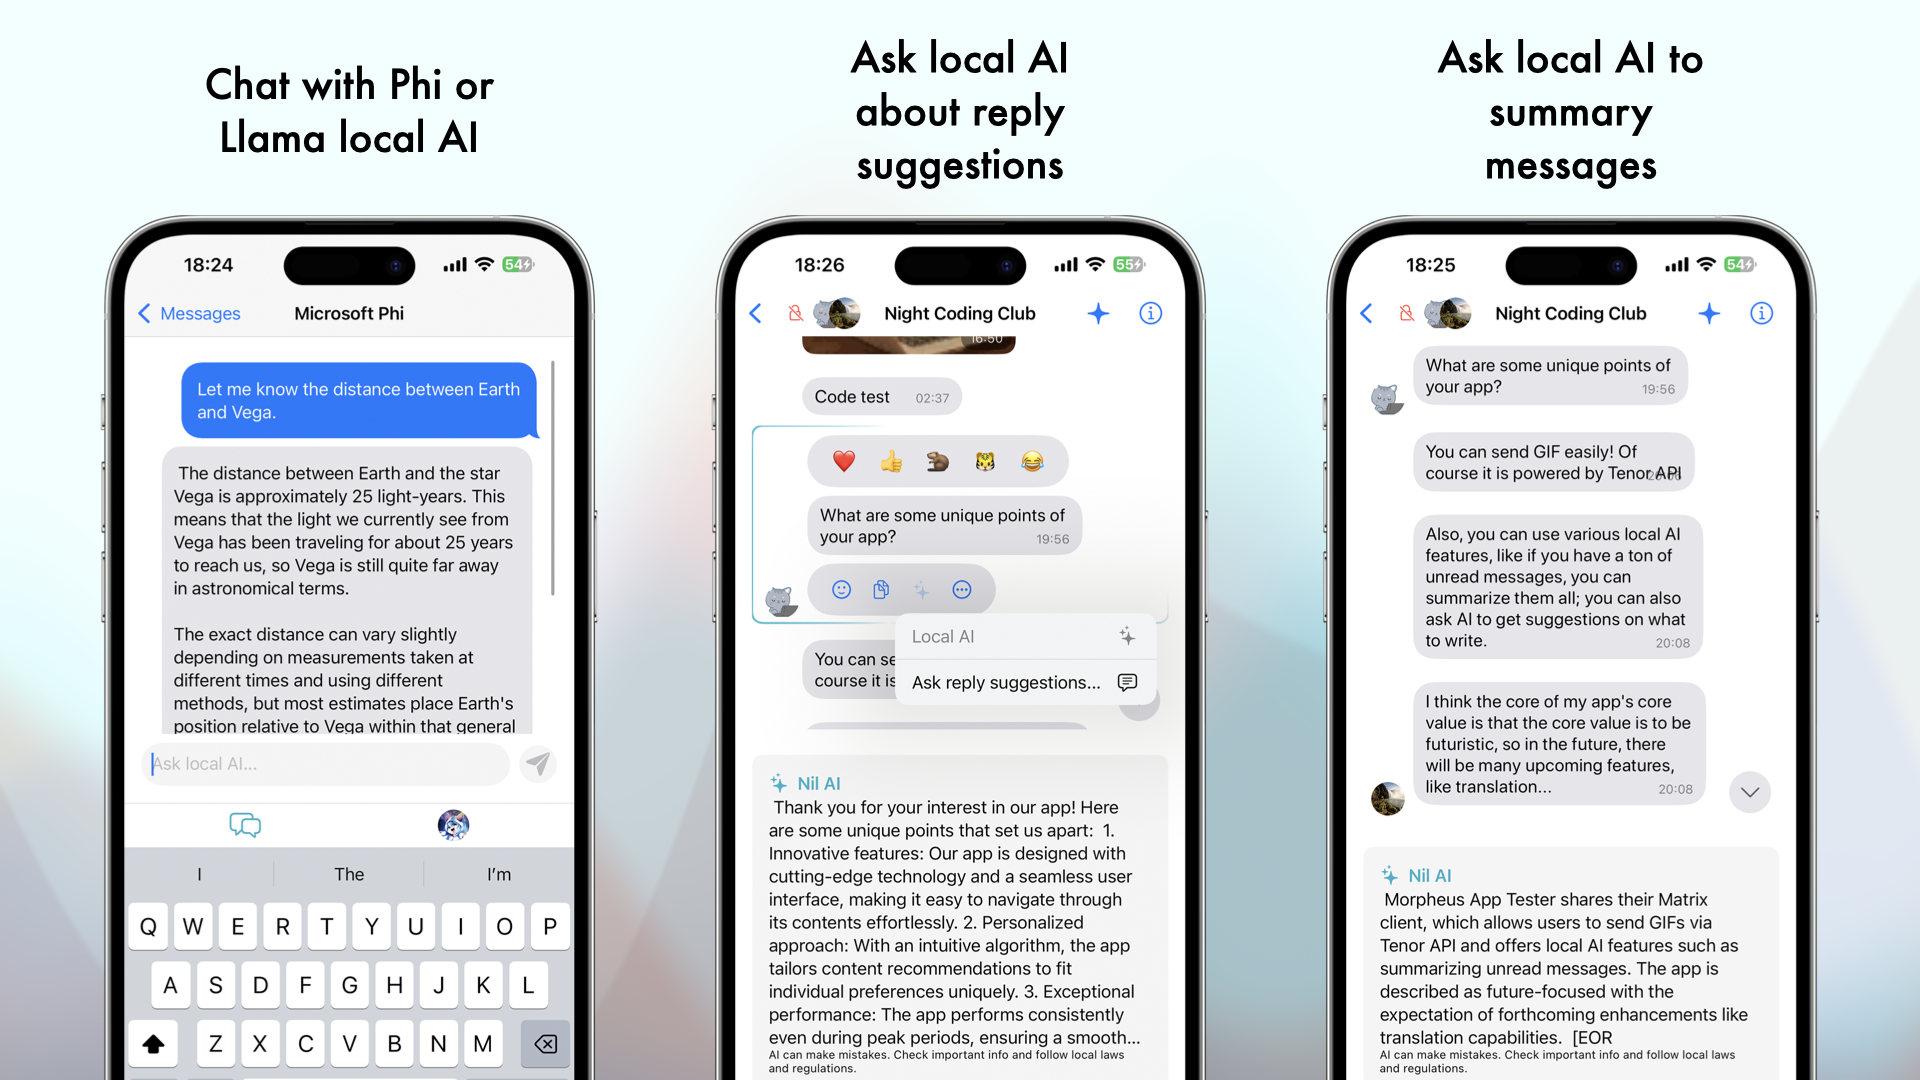 Chat with Phi or
Llama local AI
18:24
54
Messages
Microsoft Phi
Let me know the distance between Earth
and Vega.
The distance between Earth and the star
Vega is approximately 25 light-years. This
means that the light we currently see from
Vega has been traveling for about 25 years
to reach us, so Vega is still quite far away
in astronomical terms.
The exact distance can vary slightly
depending on measurements taken at
different times and using different
methods, but most estimates place Earth's
position relative to Vega within that general
Ask local AI...
I The I'm
Q W E R T Y U I O P
A S D F G H J K L
Z X C V B N M
Ask local AI
about reply
suggestions
18:26
55
Night Coding Club
16:50
Code test 02:37
What are some unique points of
your app? 19:56
Local AI
You can se
Ask reply suggestions...
course it is
Nil AI
Thank you for your interest in our app! Here
are some unique points that set us apart: 1.
Innovative features: Our app is designed with
cutting-edge technology and a seamless user
interface, making it easy to navigate through
its contents effortlessly. 2. Personalized
approach: With an intuitive algorithm, the app
tailors content recommendations to fit
individual preferences uniquely. 3. Exceptional
performance: The app performs consistently
even during peak periods, ensuring a smooth...
AI can make mistakes. Check important info and follow local laws
and regulations.
Ask local AI to
summary
messages
18:25
54
Night Coding Club
What are some unique points of
your app? 19:56
You can send GIF easily! Of
course it is powered by Tenor API
Also, you can use various local AI
features, like if you have a ton of
unread messages, you can
summarize them all; you can also
ask AI to get suggestions on what
to write. 20:08
I think the core of my app's core
value is that the core value is to be
futuristic, so in the future, there
will be many upcoming features,
like translation... 20:08
Nil AI
Morpheus App Tester shares their Matrix
client, which allows users to send GIFs via
Tenor API and offers local AI features such as
summarizing unread messages. The app is
described as future-focused with the
expectation of forthcoming enhancements like
translation capabilities. [EOR
AI can make mistakes. Check important info and follow local laws
and regulations.